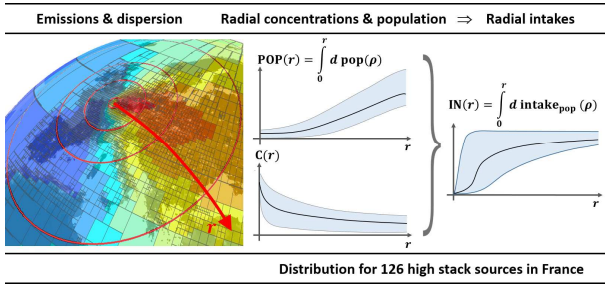 Emissions & dispersion
Radial concentrations & population ⇒ Radial intakes
POP(r) = ∫₀ʳ d pop(ρ)
r
C(r)
r
IN(r) = ∫₀ʳ d intakeₚₒₚ (ρ)
r
r
Distribution for 126 high stack sources in France